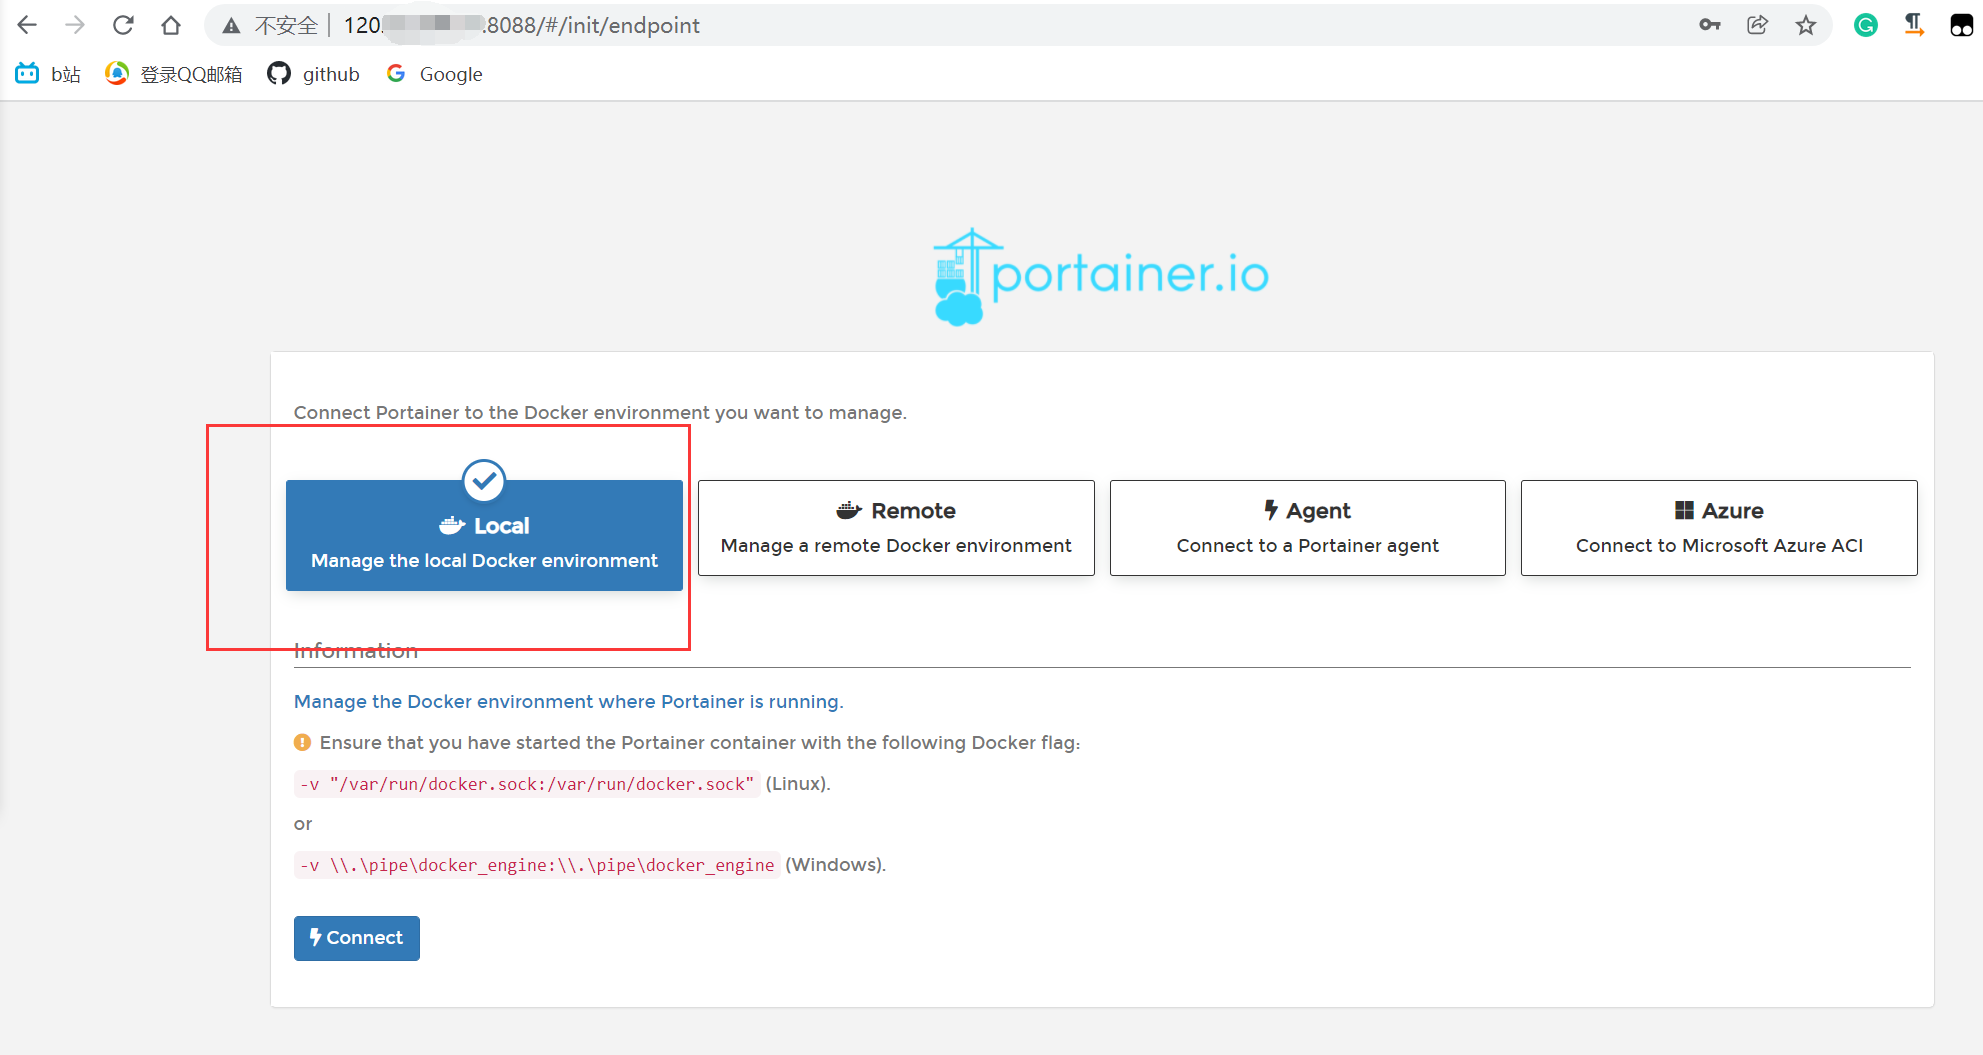 不安全 120. .8088/#/init/endpoint
b站 登录QQ邮箱 github Google
portainer.io
Connect Portainer to the Docker environment you want to manage.
Local
Manage the local Docker environment
Remote
Manage a remote Docker environment
Agent
Connect to a Portainer agent
Azure
Connect to Microsoft Azure ACI
Information
Manage the Docker environment where Portainer is running.
Ensure that you have started the Portainer container with the following Docker flag:
-v "/var/run/docker.sock:/var/run/docker.sock" (Linux).
or
-v \\.\pipe\docker_engine:\\.\pipe\docker_engine (Windows).
Connect